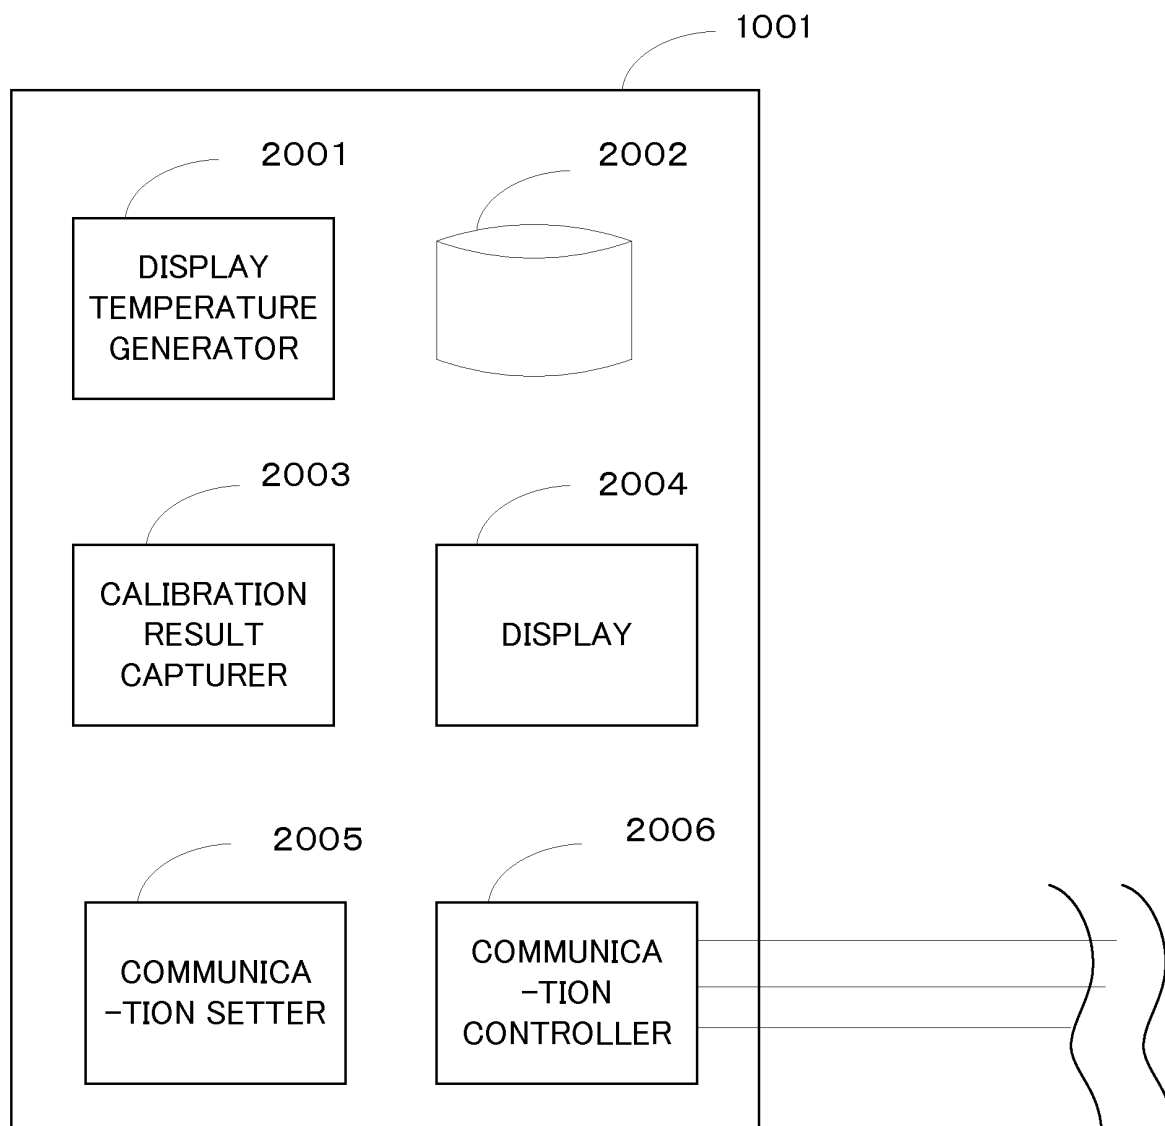 1001
2001
2002
DISPLAY
TEMPERATURE
GENERATOR
2003
2004
CALIBRATION
RESULT
CAPTURER
DISPLAY
2005
2006
COMMUNICA
-TION SETTER
COMMUNICA
-TION
CONTROLLER